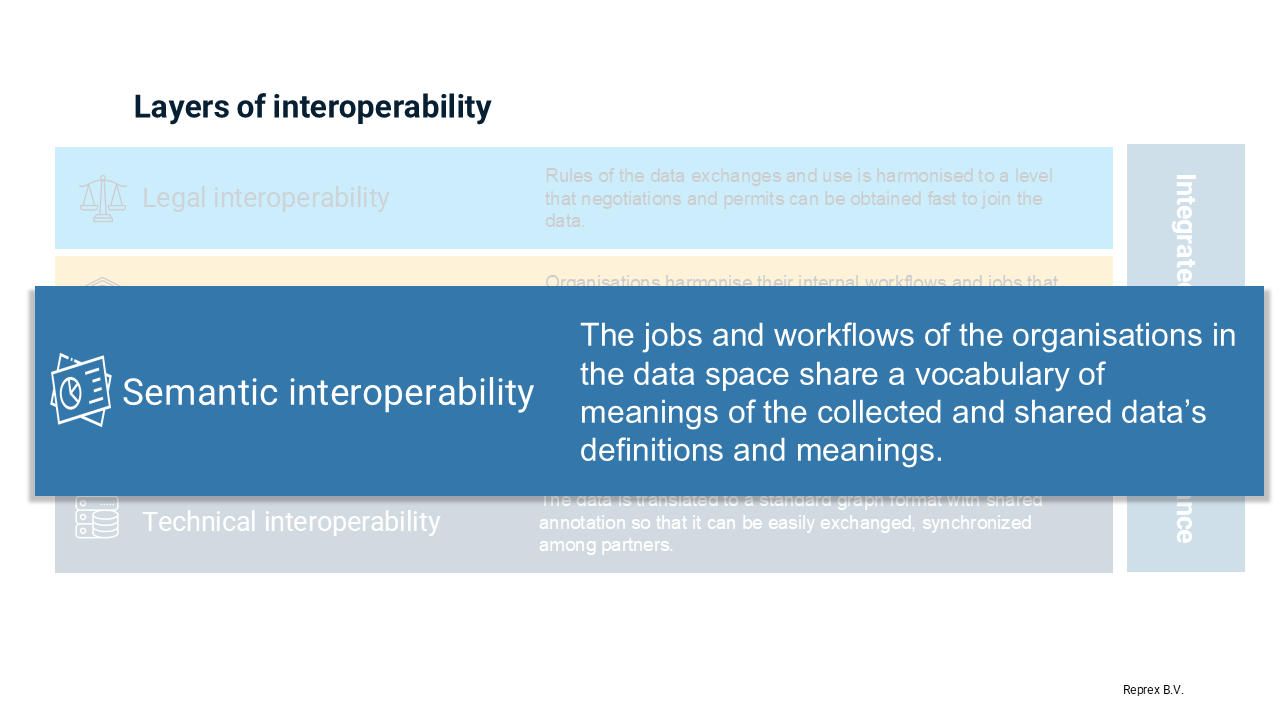 Layers of interoperability
Legal interoperability
Rules of the data exchanges and use is harmonised to a level
that negotiations and permits can be obtained fast to join the
data.
Organisations harmonise their internal workflows and jobs that
Semantic interoperability
The jobs and workflows of the organisations in
the data space share a vocabulary of
meanings of the collected and shared data’s
definitions and meanings.
Technical interoperability
The data is translated to a standard graph format with shared
annotation so that it can be easily exchanged, synchronized
among partners.
Reprex B.V.